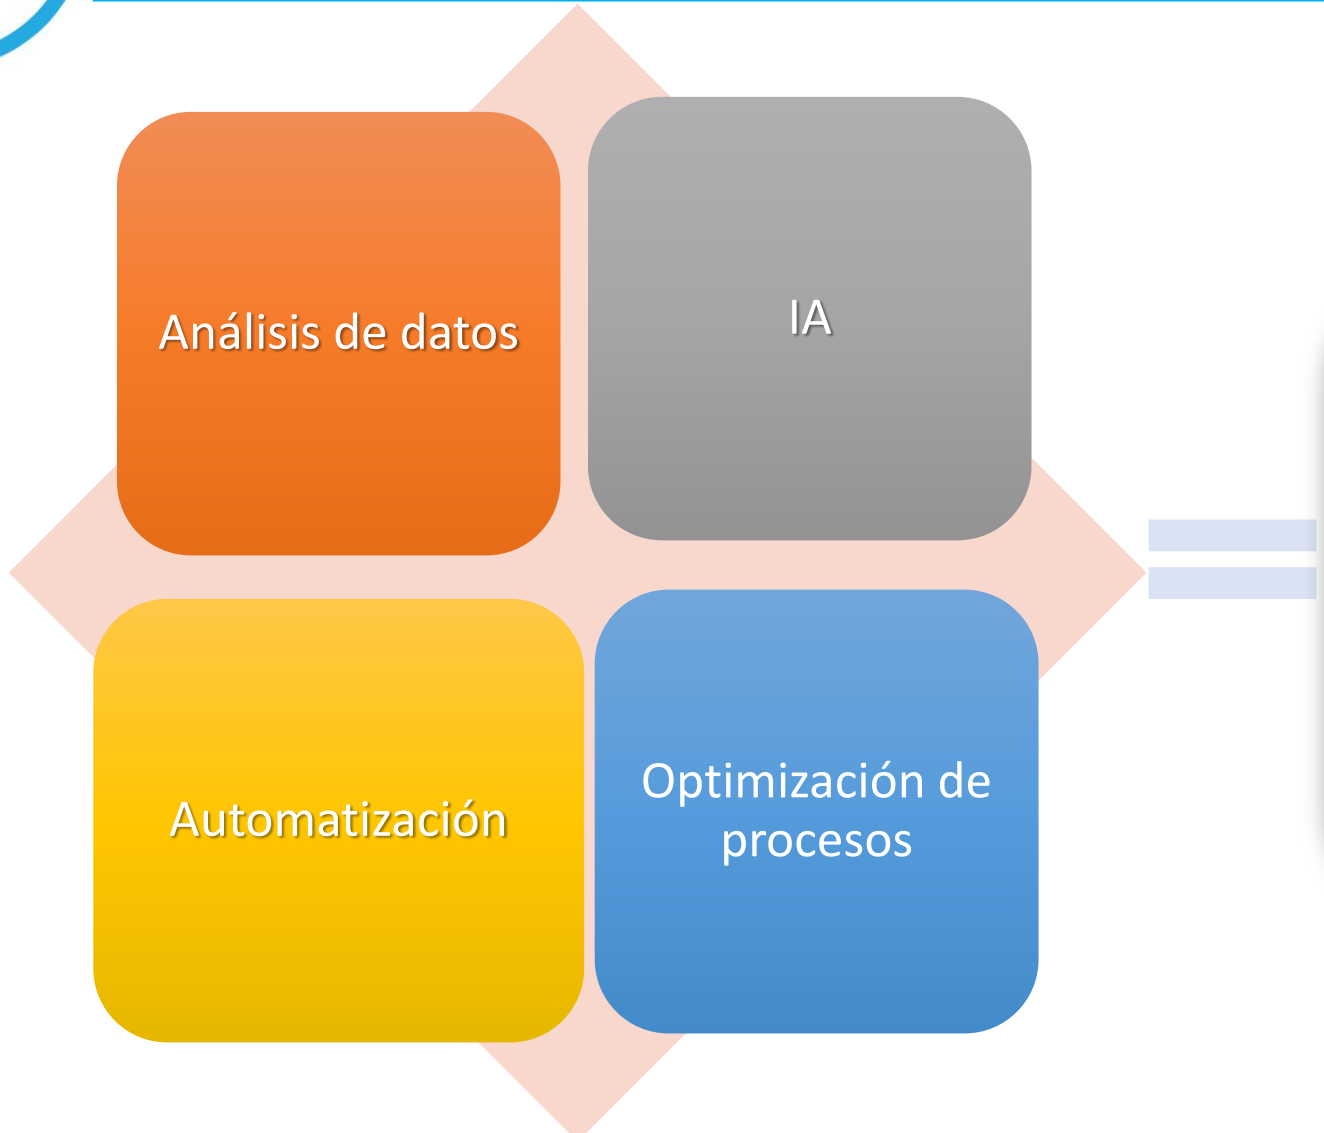 Análisis de datos
IA
Automatización
Optimización de
procesos